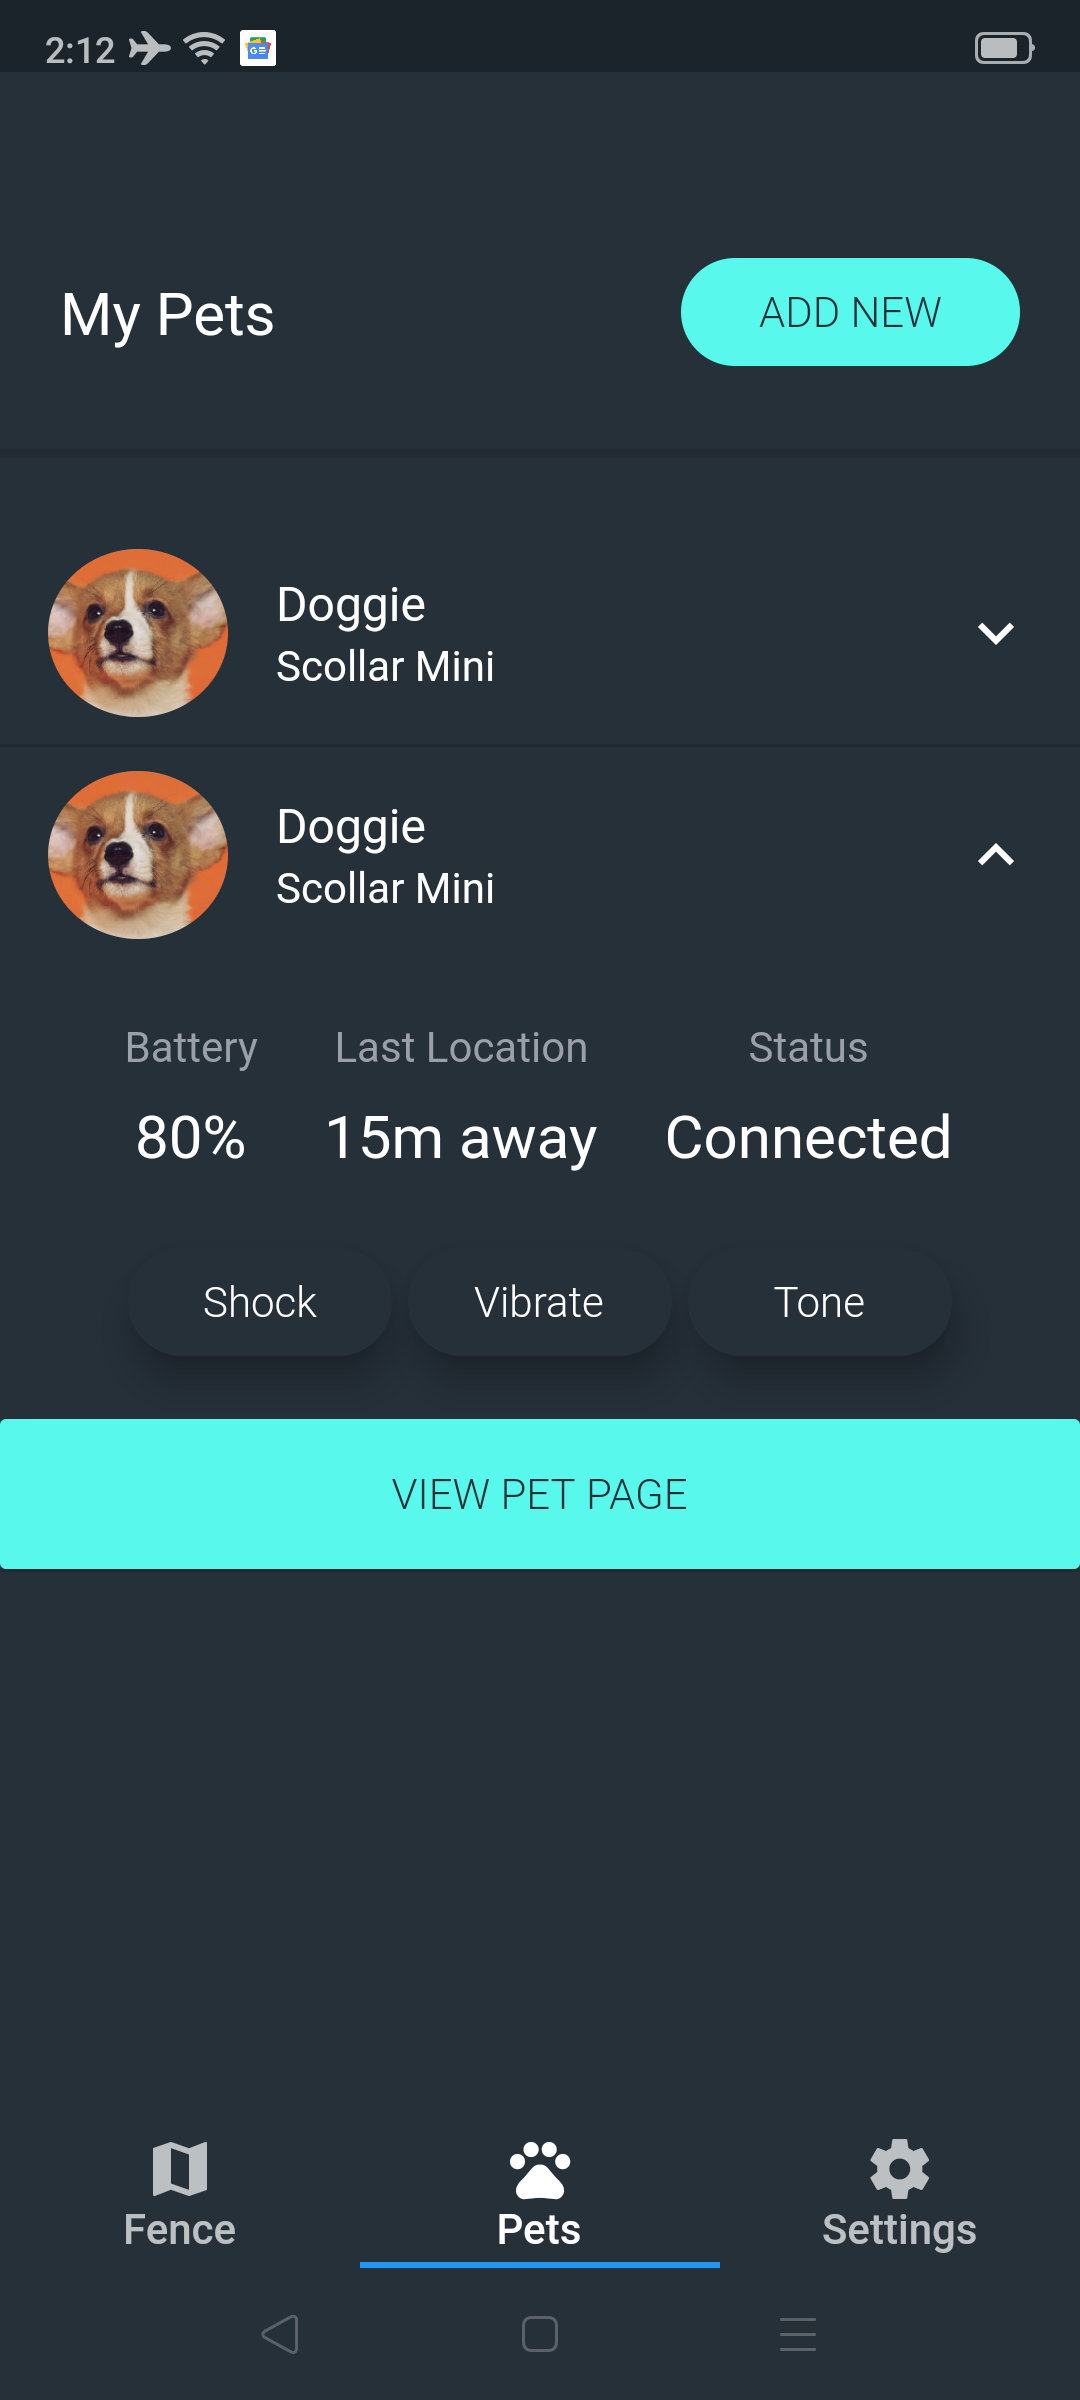 2:12
My Pets
ADD NEW
Doggie
Scollar Mini
Doggie
Scollar Mini
Battery Last Location Status
80% 15m away Connected
Shock Vibrate Tone
VIEW PET PAGE
Fence Pets Settings